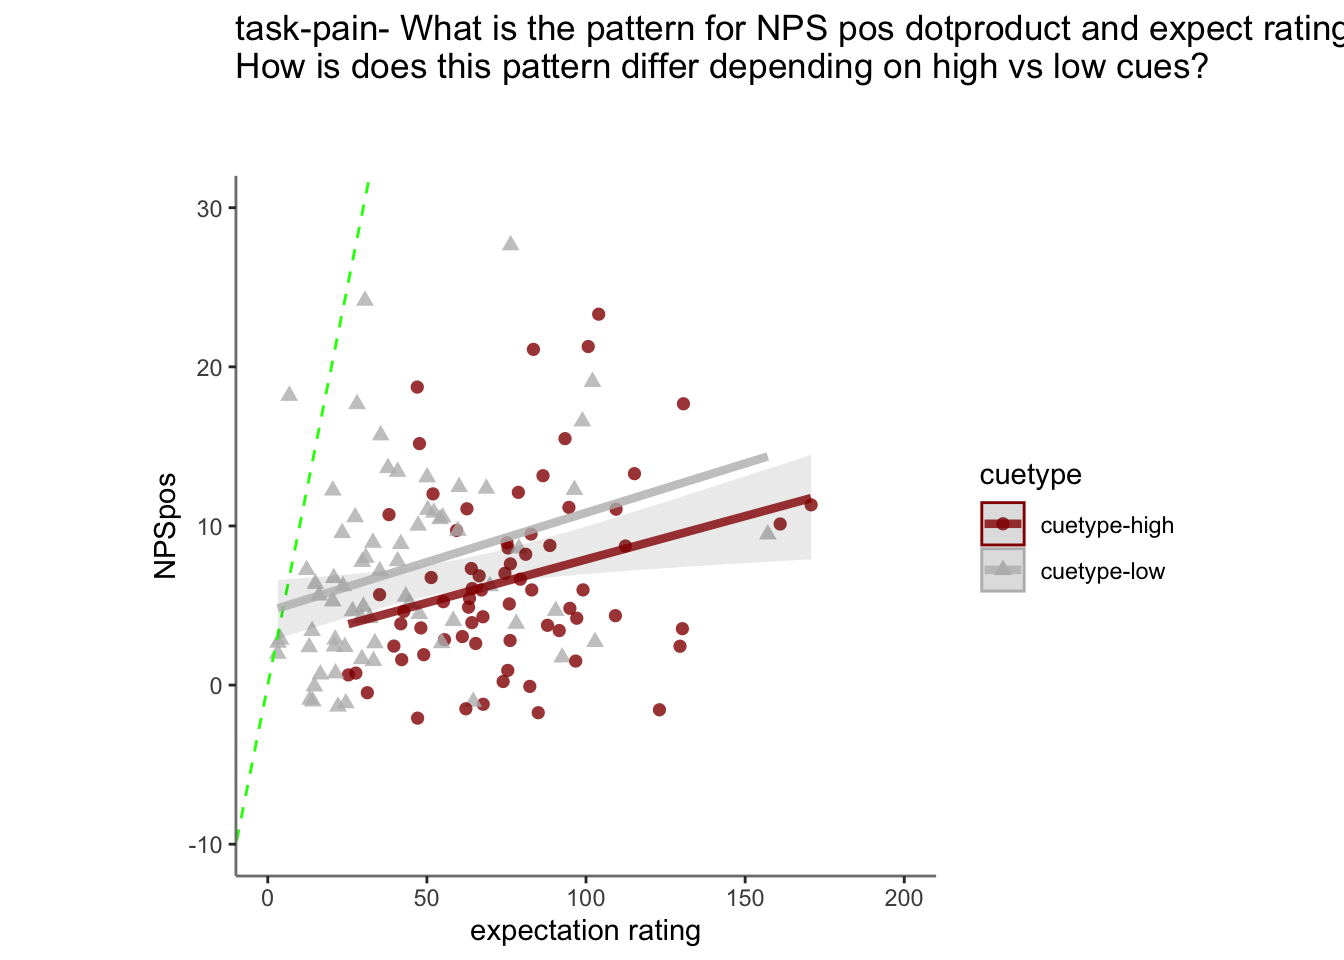 task-pain- What is the pattern for NPS pos dotproduct and expect rating
How is does this pattern differ depending on high vs low cues?
30
20
10
0
-10
NPSpos
0 50 100 150 200
expectation rating
cuetype
cuetype-high
cuetype-low